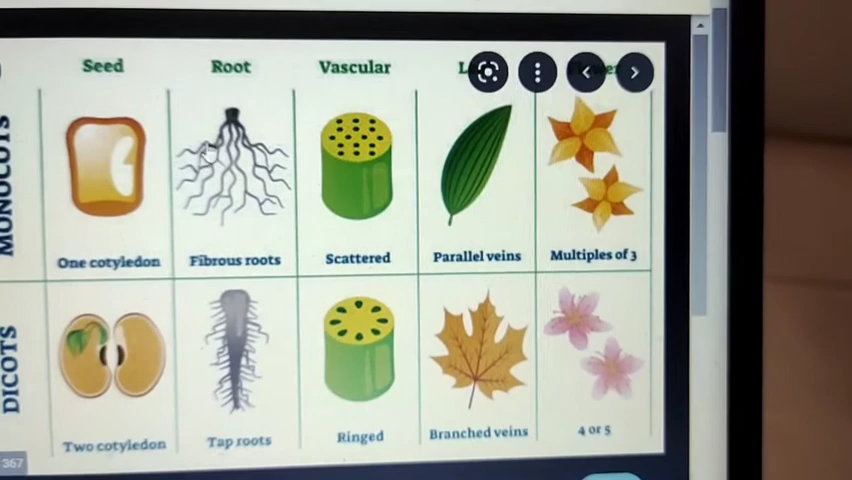 Seed Root Vascular
MONOCOTS
One cotyledon Fibrous roots Scattered Parallel veins Multiples of 3
DICOTS
Two cotyledon Tap roots Ringed Branched veins 4 or 5
367